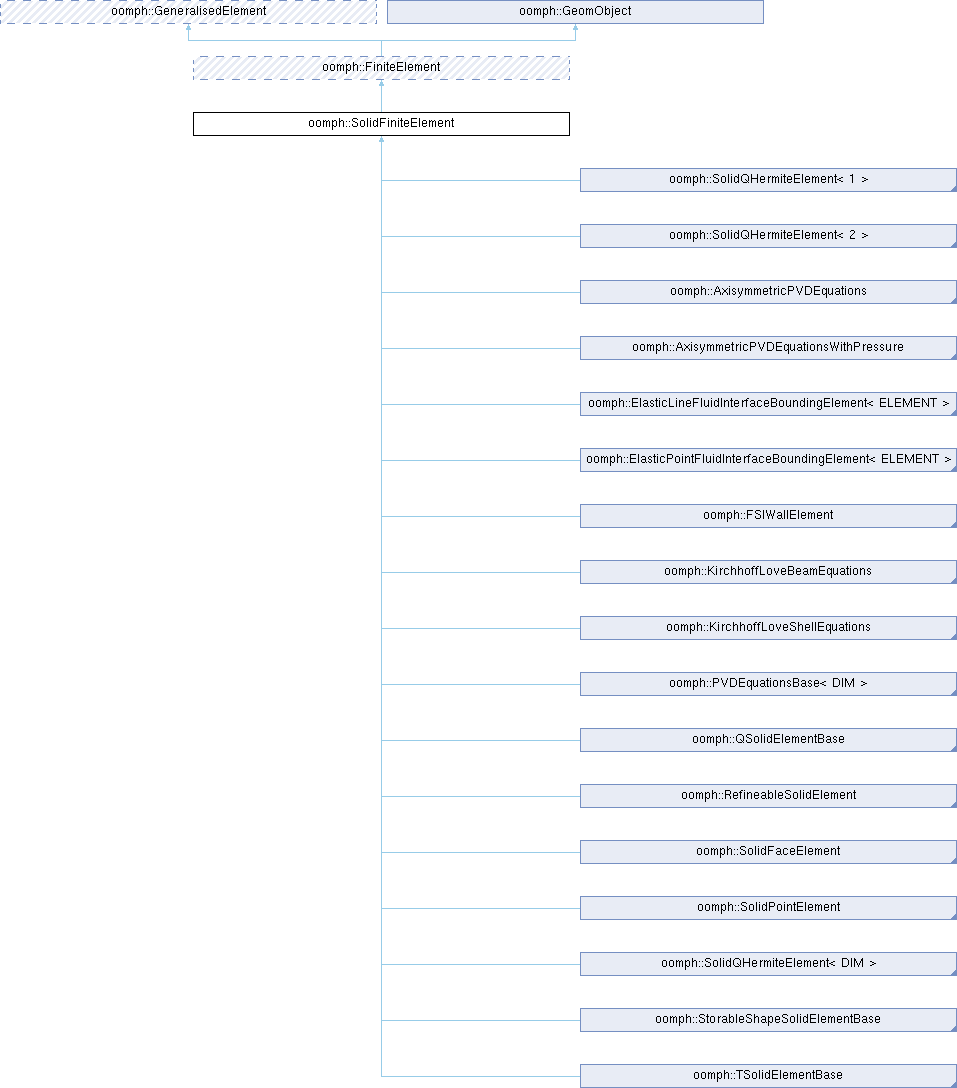 oomph::GeneralisedElement
oomph::GeomObject
oomph::FiniteElement
oomph::SolidFiniteElement
oomph::SolidQHermiteElement< 1 >
oomph::SolidQHermiteElement< 2 >
oomph::AxisymmetricPVDEquations
oomph::AxisymmetricPVDEquationsWithPressure
oomph::ElasticLineFluidInterfaceBoundingElement< ELEMENT >
oomph::ElasticPointFluidInterfaceBoundingElement< ELEMENT >
oomph::FSIWallElement
oomph::KirchhoffLoveBeamEquations
oomph::KirchhoffLoveShellEquations
oomph::PVDEquationsBase< DIM >
oomph::QSolidElementBase
oomph::RefineableSolidElement
oomph::SolidFaceElement
oomph::SolidPointElement
oomph::SolidQHermiteElement< DIM >
oomph::StorableShapeSolidElementBase
oomph::TSolidElementBase